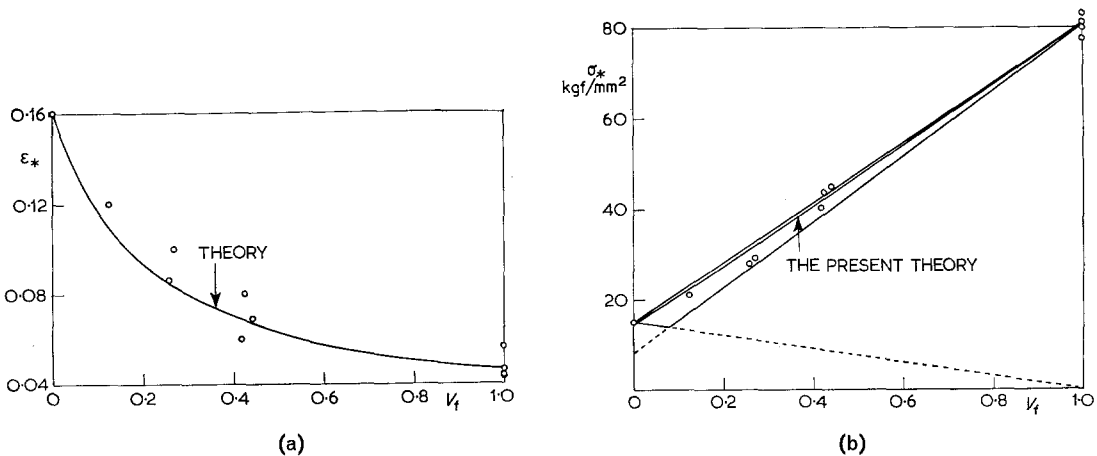 0·16
ε*
0·12
0·08
0·04
THEORY
0
0·2
0·4
0·6
0·8
Vf
1·0
(a)
80
σ*
kgf/mm²
60
40
20
THE PRESENT THEORY
0
0·2
0·4
0·6
0·8
Vf
1·0
(b)